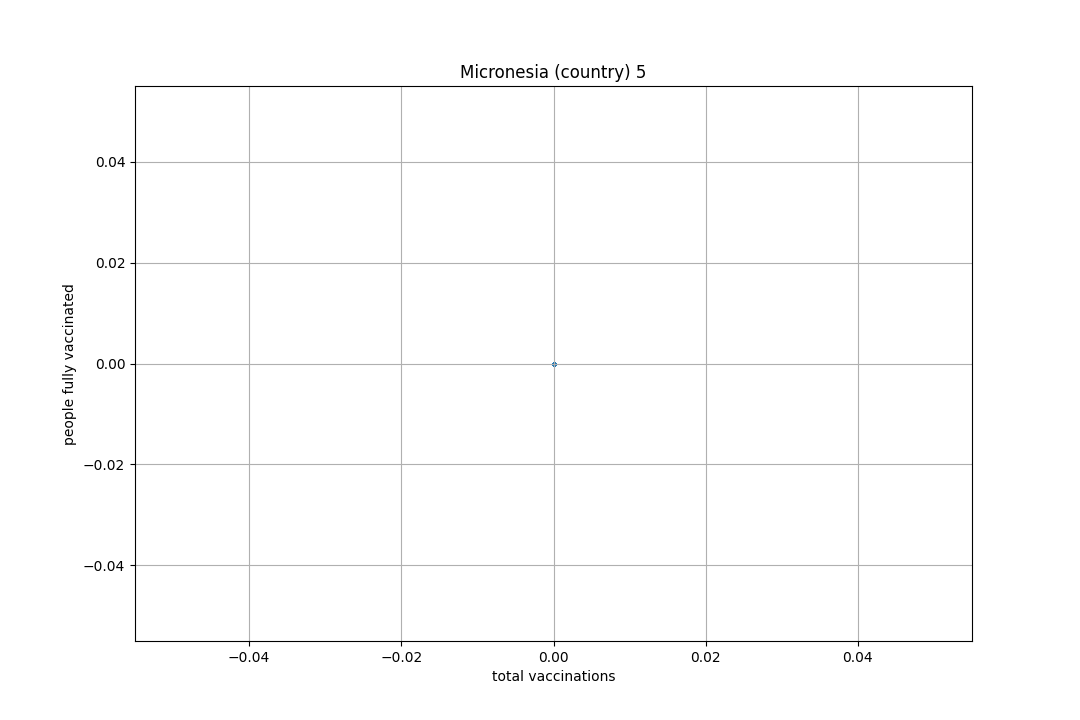 Micronesia (country) 5
0.04
0.02
0.00
−0.02
−0.04
people fully vaccinated
−0.04 −0.02 0.00 0.02 0.04
total vaccinations